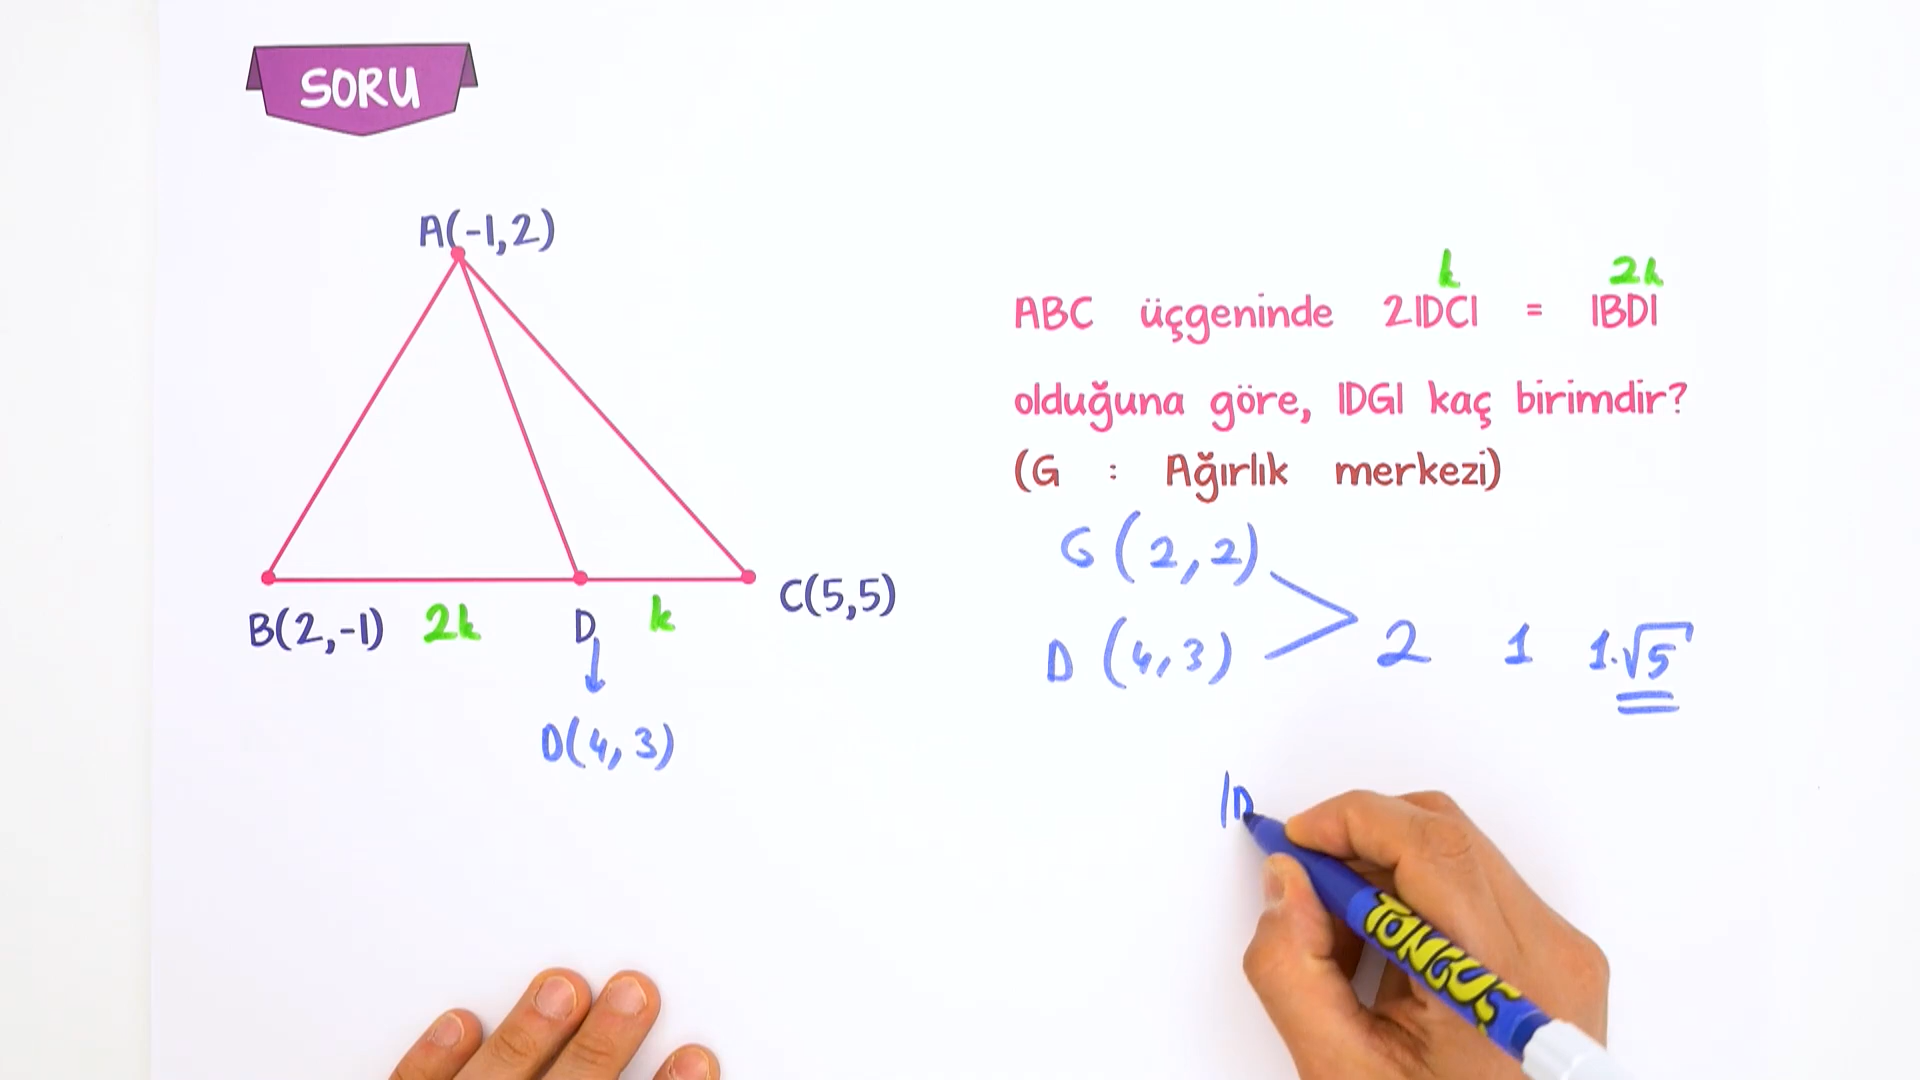 SORU
A(-1,2)
B(2,-1)
2k
D
k
C(5,5)
D(4,3)
k
2k
ABC üçgeninde 2|DC| = |BD|
olduğuna göre, |DG| kaç birimdir?
(G : Ağırlık merkezi)
G(2,2)
D(4,3)
2 1 1.√5
|D
TONGUÇ